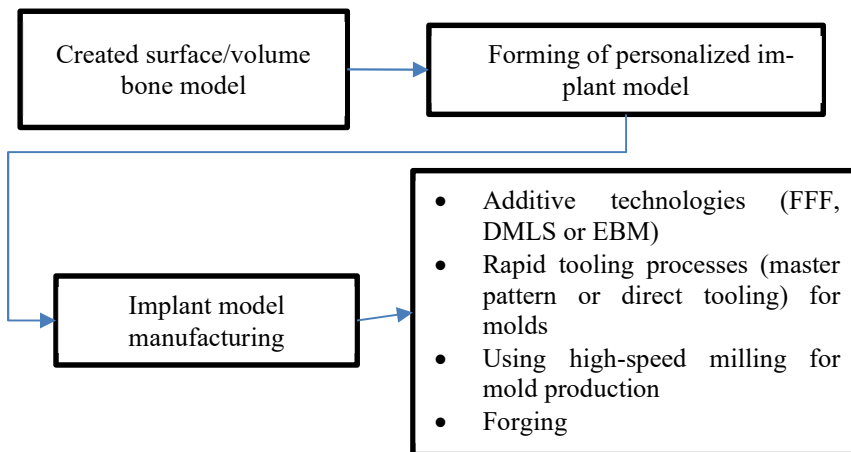 Created surface/volume
bone model
Forming of personalized im-
plant model
Implant model
manufacturing
• Additive technologies (FFF,
DMLS or EBM)
• Rapid tooling processes (master
pattern or direct tooling) for
molds
• Using high-speed milling for
mold production
• Forging